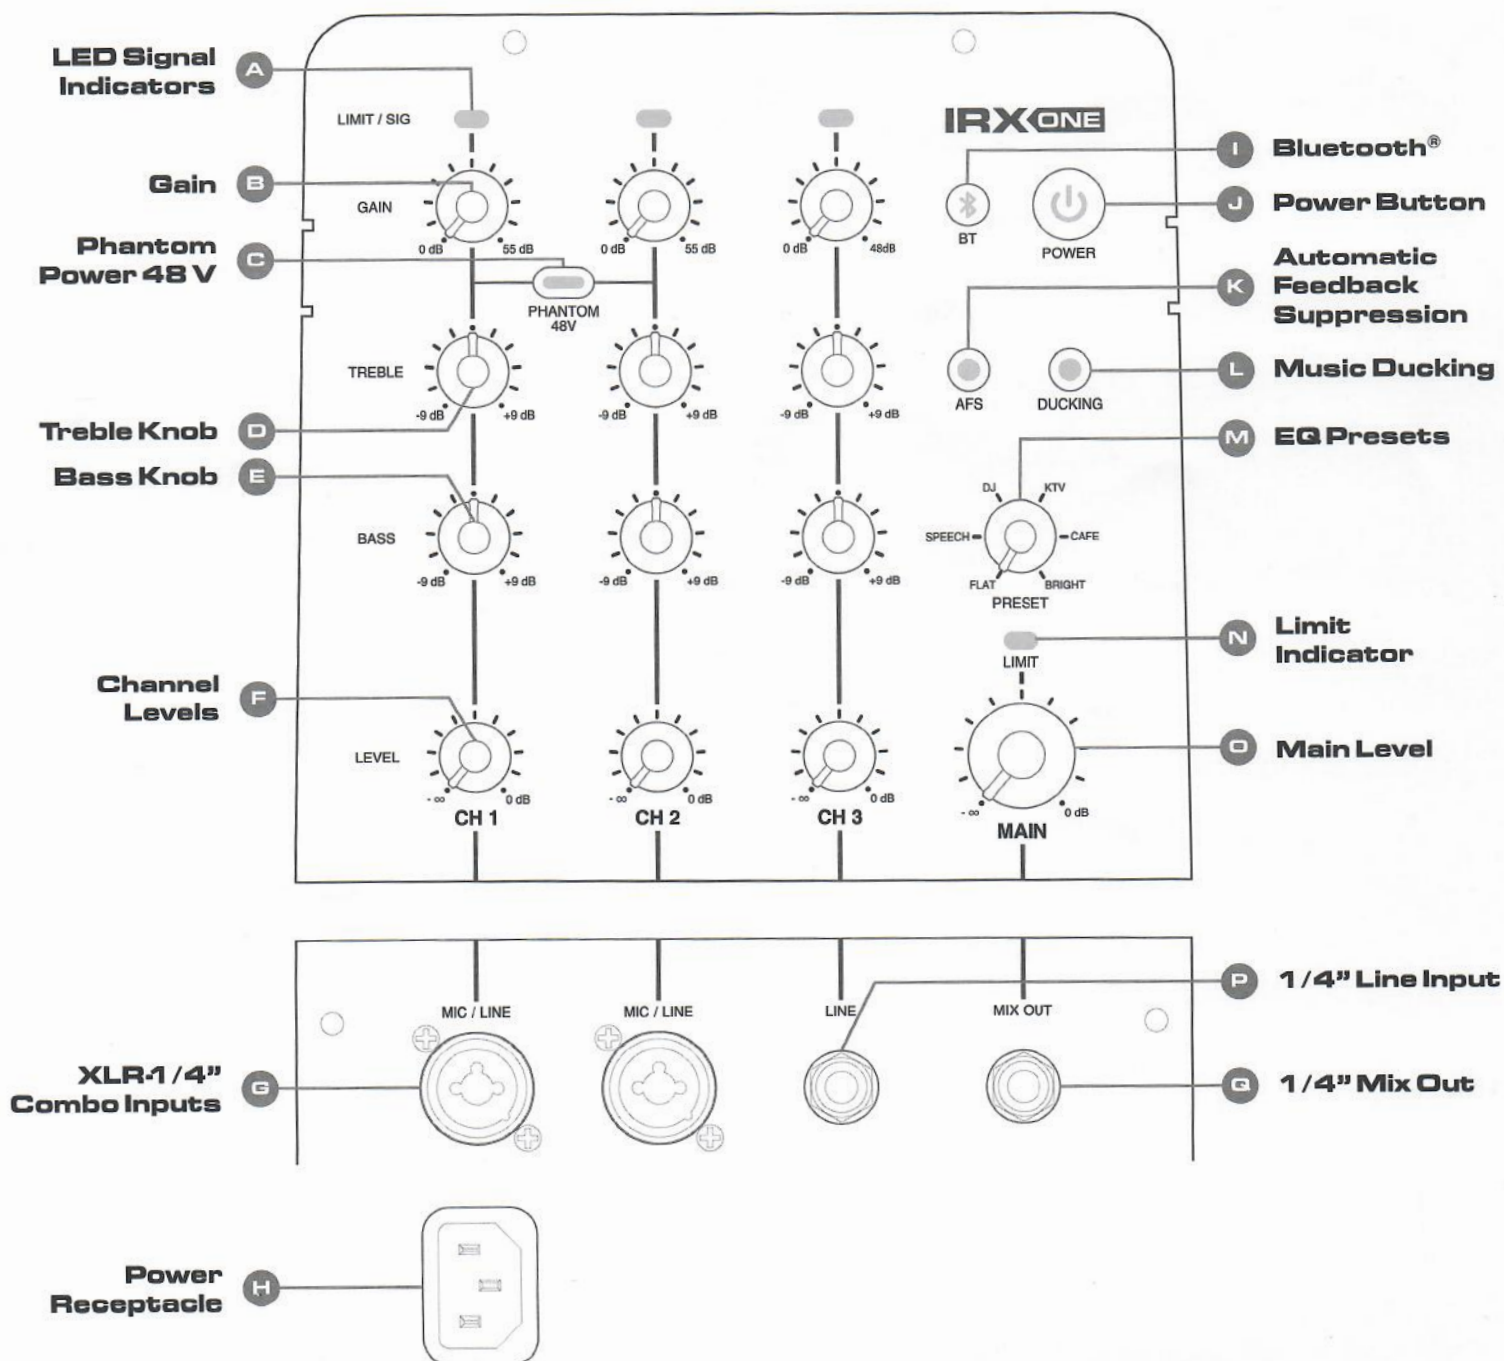 LED Signal
Indicators
A
LIMIT / SIG
Gain
B
GAIN
0 dB
55 dB
0 dB
55 dB
0 dB
48dB
Phantom
Power 48 V
C
PHANTOM
48V
TREBLE
-9 dB
+9 dB
-9 dB
+9 dB
-9 dB
+9 dB
Treble Knob
D
Bass Knob
E
BASS
-9 dB
+9 dB
-9 dB
+9 dB
-9 dB
+9 dB
Channel
Levels
F
LEVEL
- ∞
0 dB
- ∞
0 dB
- ∞
0 dB
CH 1
CH 2
CH 3
IRX ONE
BT
POWER
I
Bluetooth®
J
Power Button
K
Automatic
Feedback
Suppression
AFS
DUCKING
L
Music Ducking
M
EQ Presets
DJ
KTV
SPEECH
CAFE
FLAT
BRIGHT
PRESET
N
Limit
Indicator
LIMIT
O
Main Level
- ∞
0 dB
MAIN
MIC / LINE
MIC / LINE
LINE
MIX OUT
P
1/4” Line Input
XLR-1/4”
Combo Inputs
G
Q
1/4” Mix Out
Power
Receptacle
H